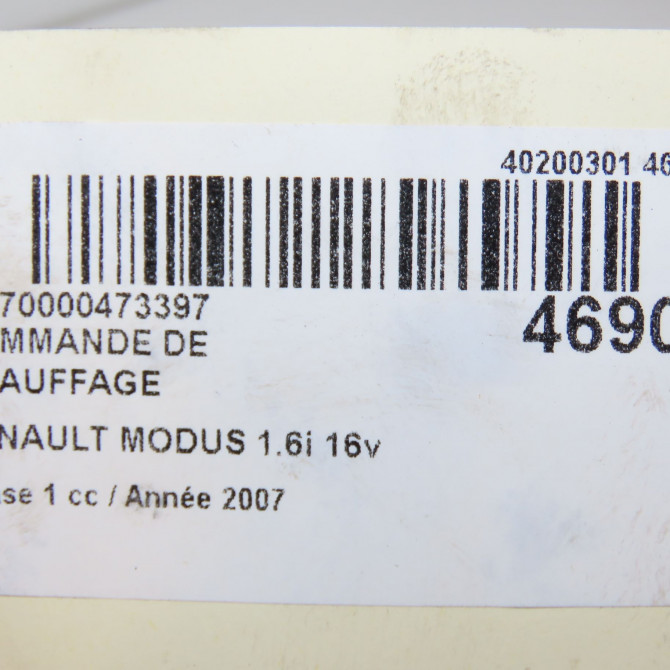 40200301 46
70000473397
4690
MMANDE DE
AUFFAGE
NAULT MODUS 1.6i 16v
se 1 cc / Année 2007